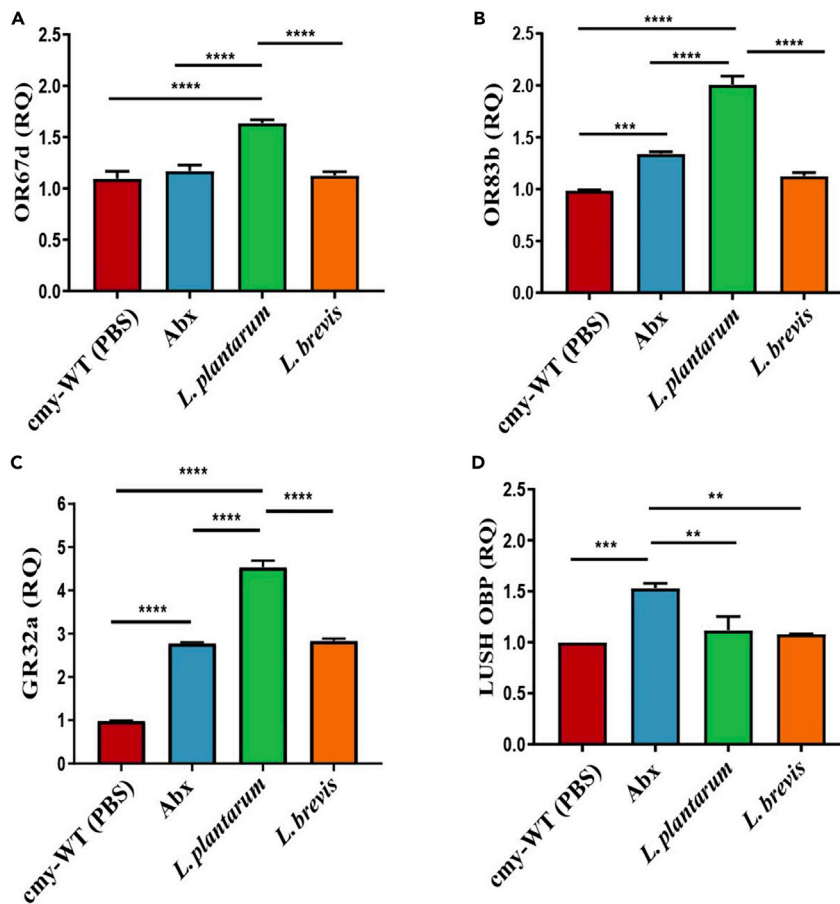 A
OR67d (RQ)
2.5
2.0
1.5
1.0
0.5
0.0
****
****
****
cmy-WT (PBS)
Abx
L. plantarum
L. brevis
B
OR83b (RQ)
2.5
2.0
1.5
1.0
0.5
0.0
****
****
****
***
cmy-WT (PBS)
Abx
L. plantarum
L. brevis
C
GR32a (RQ)
6
5
4
3
2
1
0
****
****
****
****
cmy-WT (PBS)
Abx
L. plantarum
L. brevis
D
LUSH OBP (RQ)
2.5
2.0
1.5
1.0
0.5
0.0
**
**
***
cmy-WT (PBS)
Abx
L. plantarum
L. brevis